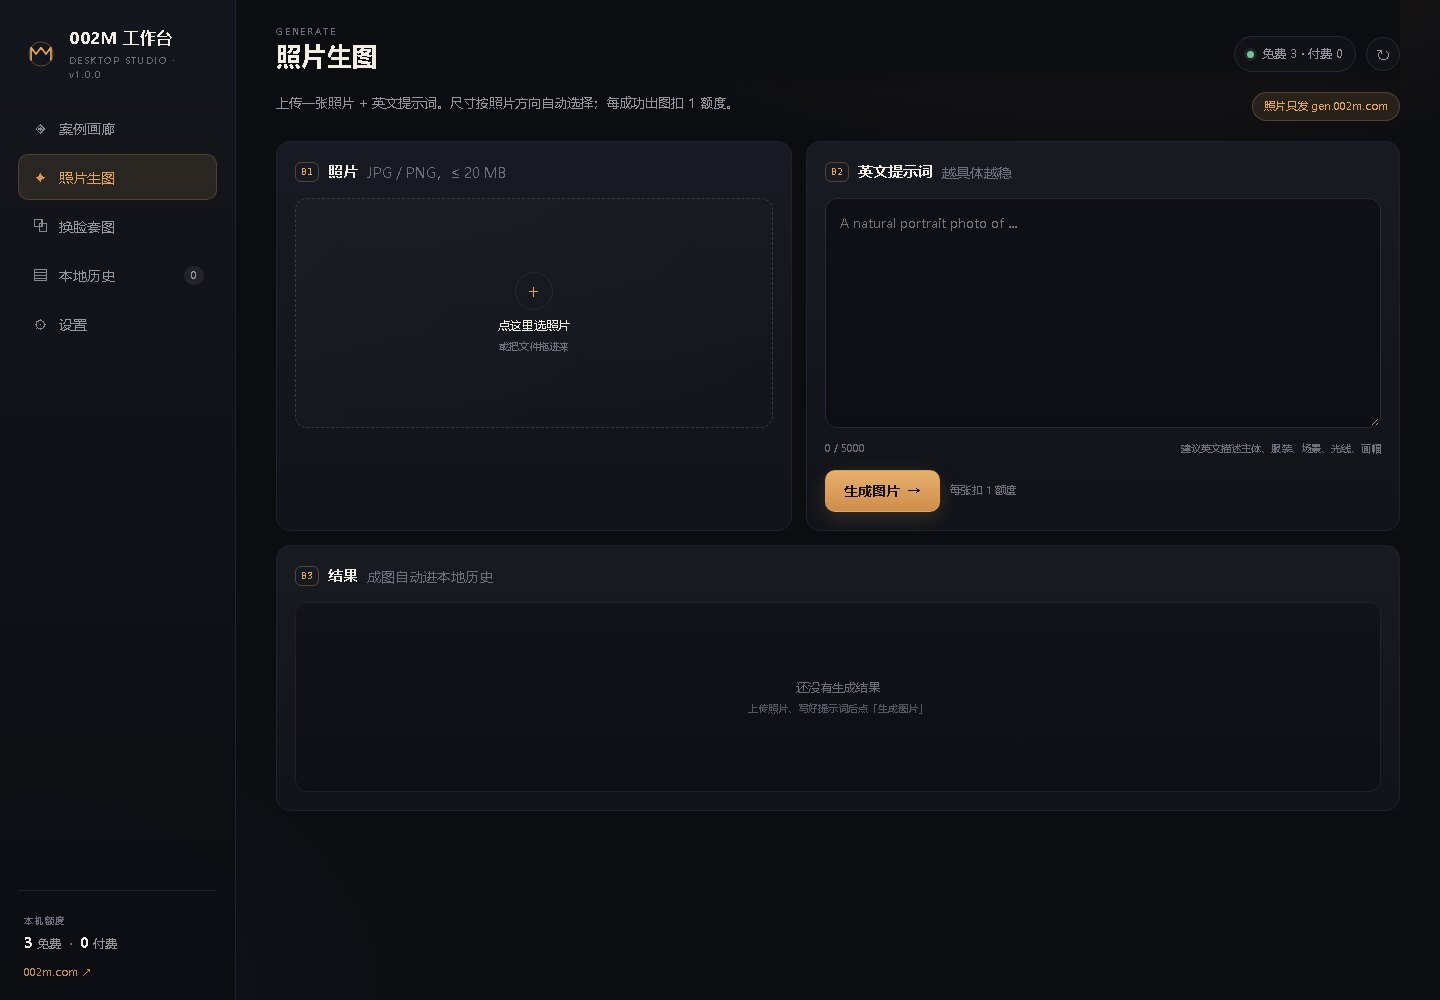 002M 工作台
DESKTOP STUDIO ·
v1.0.0
案例画廊
照片生图
换脸套图
本地历史
0
设置
本机额度
3 免费 · 0 付费
002m.com ↗
GENERATE
照片生图
免费 3 · 付费 0
↻
上传一张照片 + 英文提示词。尺寸按照片方向自动选择；每成功出图扣 1 额度。
照片只发 gen.002m.com
B1 照片 JPG / PNG，≤ 20 MB
+
点这里选照片
或把文件拖进来
B2 英文提示词 越具体越稳
A natural portrait photo of …
0 / 5000
建议英文描述主体、服装、场景、光线、画幅
生成图片 →
每张扣 1 额度
B3 结果 成图自动进本地历史
还没有生成结果
上传照片、写好提示词后点「生成图片」